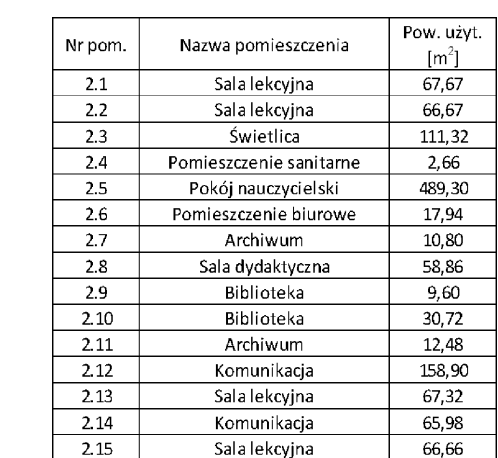 Nr pom. Nazwa pomieszczenia Pow. użyt. [m²]
2.1 Sala lekcyjna 67,67
2.2 Sala lekcyjna 66,67
2.3 Świetlica 111,32
2.4 Pomieszczenie sanitarne 2,66
2.5 Pokój nauczycielski 489,30
2.6 Pomieszczenie biurowe 17,94
2.7 Archiwum 10,80
2.8 Sala dydaktyczna 58,86
2.9 Biblioteka 9,60
2.10 Biblioteka 30,72
2.11 Archiwum 12,48
2.12 Komunikacja 158,90
2.13 Sala lekcyjna 67,32
2.14 Komunikacja 65,98
2.15 Sala lekcyjna 66,66